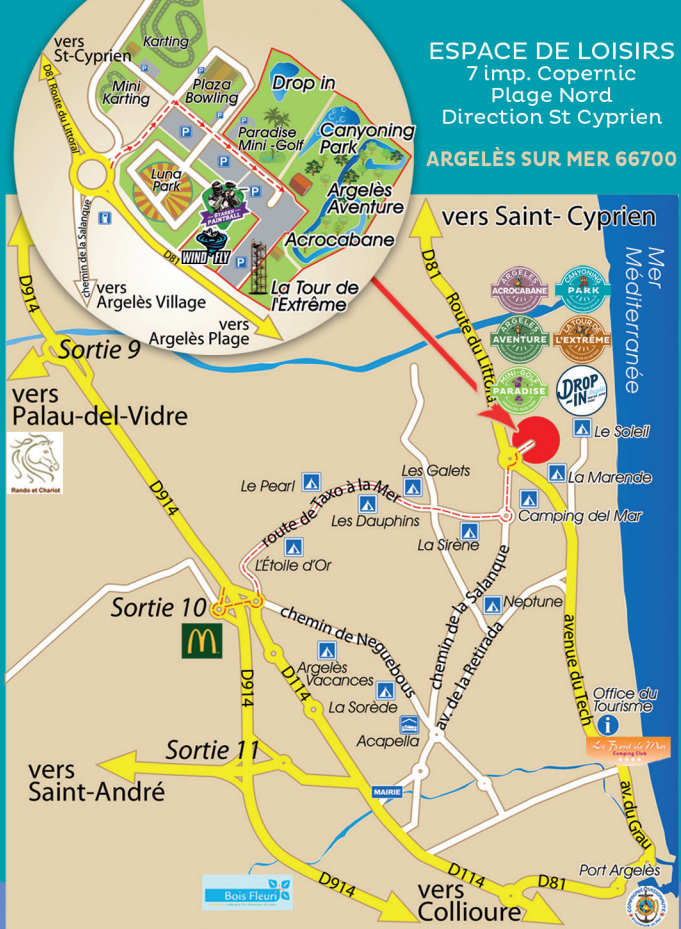 ESPACE DE LOISIRS
7 imp. Copernic
Plage Nord
Direction St Cyprien
ARGELÈS SUR MER 66700
vers
St-Cyprien
D81 Route du Littoral
Karting
Mini
Karting
Plaza
Bowling
P
P
P
P
P
P
Drop in
Paradise
Mini -Golf
Canyoning
Park
Luna
Park
Argelès
Aventure
STARKE
PAINTBALL
Acrocabane
WINDFLY
chemin de la Salanque
D81
La Tour de
l'Extrême
vers
Argelès Village
vers
Argelès Plage
vers Saint- Cyprien
D81
Route du Littoral
Mer
Méditerranée
ARGELÈS
ACROCABANE
CANYONING
PARK
ARGELÈS
AVENTURE
LA TOUR DE
L'EXTRÊME
MINI-GOLF
PARADISE
DROP
IN
D914
Sortie 9
vers
Palau-del-Vidre
Rando et Chariot
D914
Le Soleil
La Marende
Camping del Mar
Les Galets
Le Pearl
route de Taxo à la Mer
Les Dauphins
La Sirène
L'Étoile d'Or
Sortie 10
M
chemin de Neguebous
chemin de la Salanque
Neptune
av. de la Retirada
avenue du Tech
Argelès
Vacances
La Sorède
Acapella
D914
D114
Office du
Tourisme
i
Le Front de Mer
Camping Club
Sortie 11
vers
Saint-André
MAIRIE
av. du Grau
Port Argelès
Bois Fleuri
D914
vers
Collioure
D114
D81